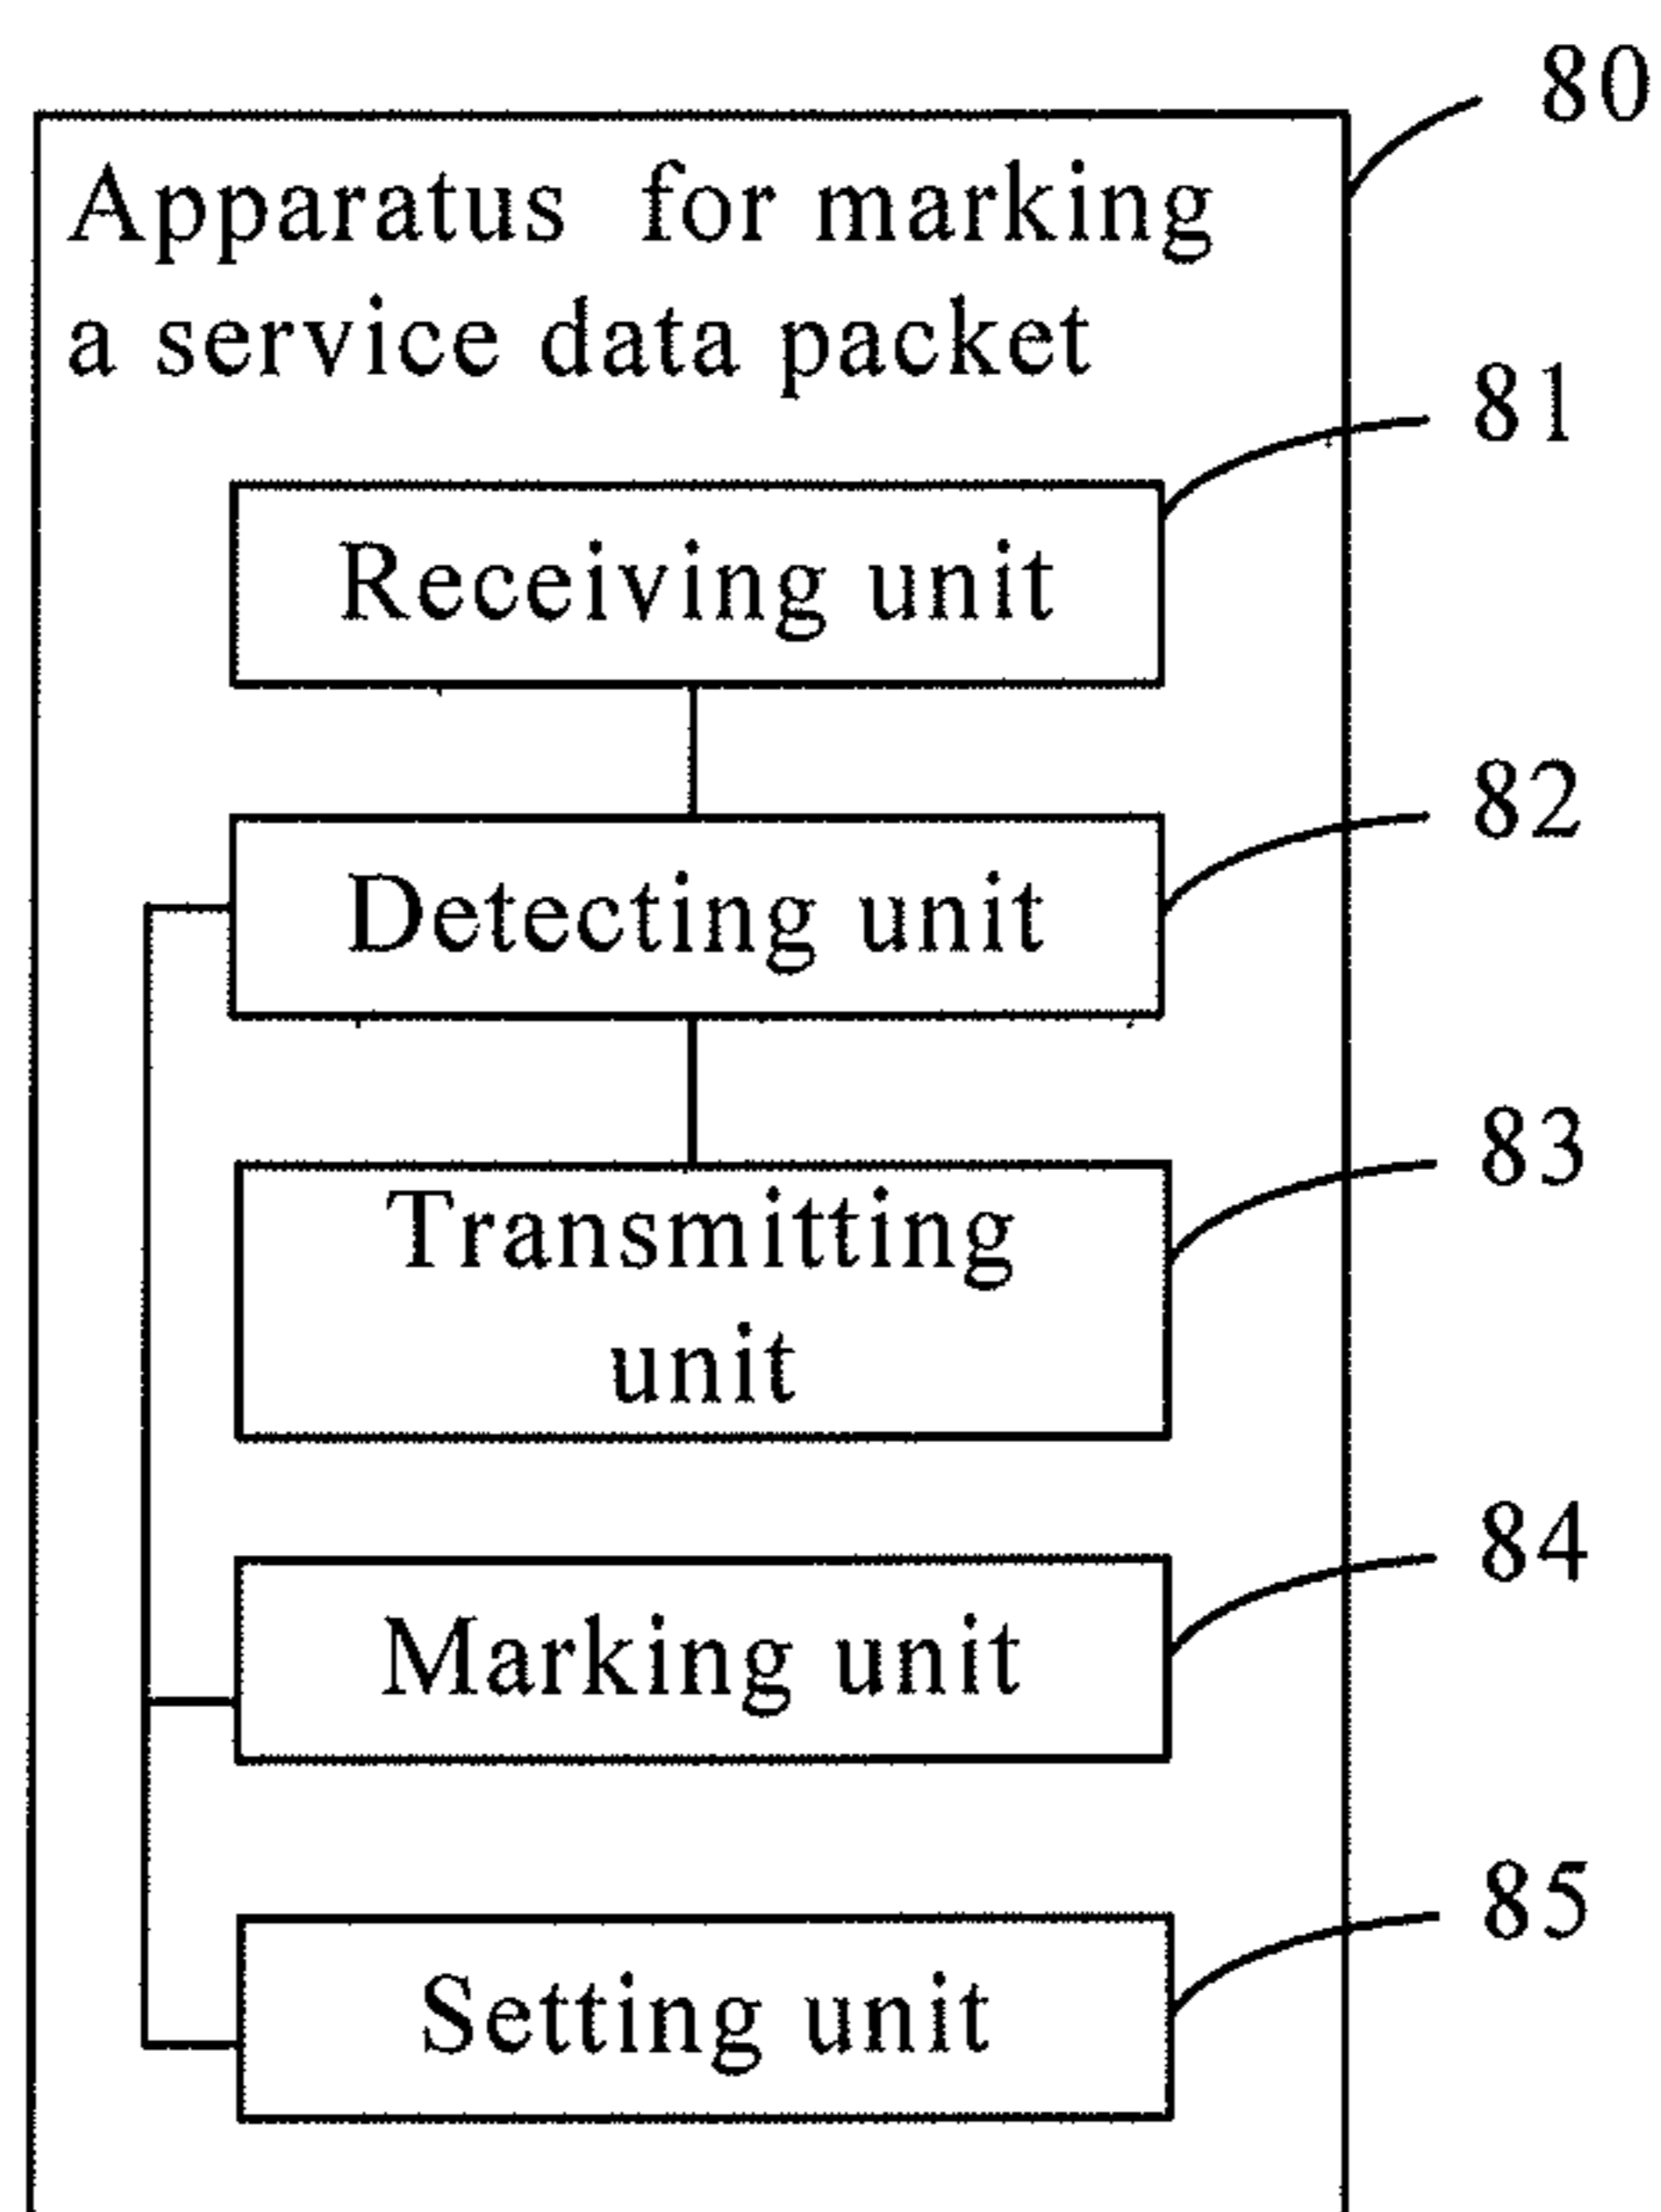 80
Apparatus for marking
a service data packet
81
Receiving unit
82
Detecting unit
83
Transmitting
unit
84
Marking unit
85
Setting unit